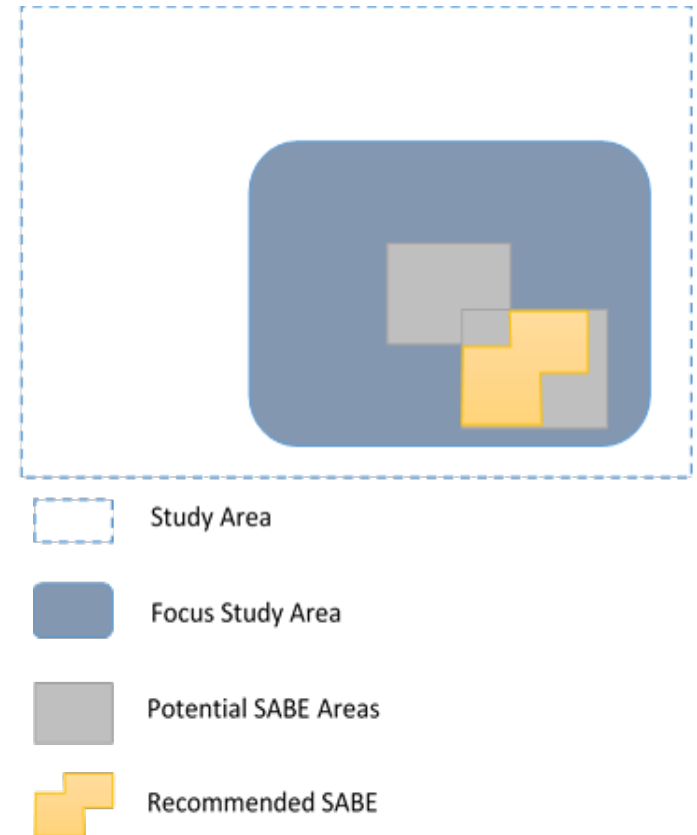 Study Area
Focus Study Area
Potential SABE Areas
Recommended SABE